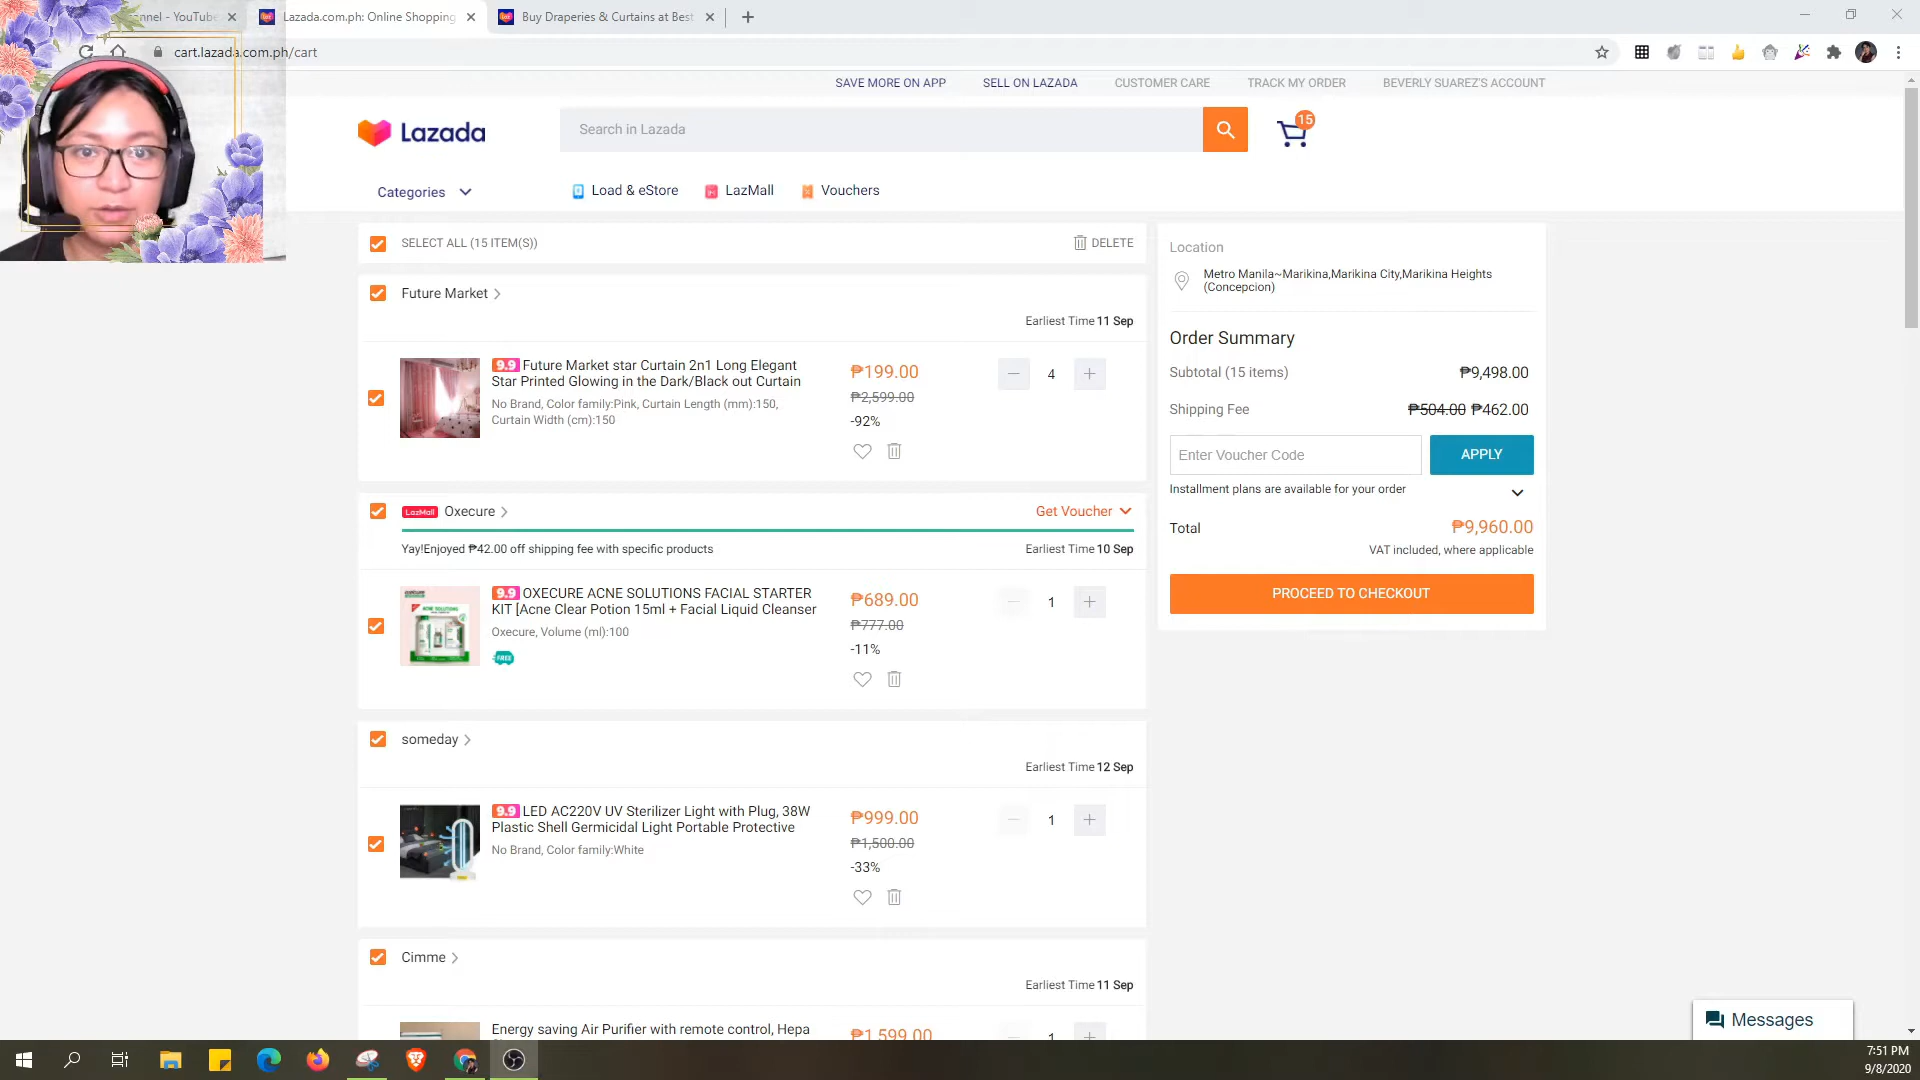 nnel - YouTube
Lazada.com.ph: Online Shopping
Buy Draperies & Curtains at Best
cart.lazada.com.ph/cart
SAVE MORE ON APP
SELL ON LAZADA
CUSTOMER CARE
TRACK MY ORDER
BEVERLY SUAREZ'S ACCOUNT
Lazada
Search in Lazada
15
Categories
Load & eStore
LazMall
Vouchers
SELECT ALL (15 ITEM(S))
DELETE
Future Market
Earliest Time 11 Sep
9.9 Future Market star Curtain 2n1 Long Elegant
Star Printed Glowing in the Dark/Black out Curtain
No Brand, Color family:Pink, Curtain Length (mm):150,
Curtain Width (cm):150
₱199.00
₱2,599.00
-92%
4
LazMall Oxecure
Get Voucher
Yay!Enjoyed ₱42.00 off shipping fee with specific products
Earliest Time 10 Sep
9.9 OXECURE ACNE SOLUTIONS FACIAL STARTER
KIT [Acne Clear Potion 15ml + Facial Liquid Cleanser
Oxecure, Volume (ml):100
FREE
₱689.00
₱777.00
-11%
1
someday
Earliest Time 12 Sep
9.9 LED AC220V UV Sterilizer Light with Plug, 38W
Plastic Shell Germicidal Light Portable Protective
No Brand, Color family:White
₱999.00
₱1,500.00
-33%
1
Cimme
Earliest Time 11 Sep
Energy saving Air Purifier with remote control, Hepa
₱1,599.00
1
Location
Metro Manila~Marikina,Marikina City,Marikina Heights
(Concepcion)
Order Summary
Subtotal (15 items)
₱9,498.00
Shipping Fee
₱504.00 ₱462.00
Enter Voucher Code
APPLY
Installment plans are available for your order
Total
₱9,960.00
VAT included, where applicable
PROCEED TO CHECKOUT
Messages
7:51 PM
9/8/2020